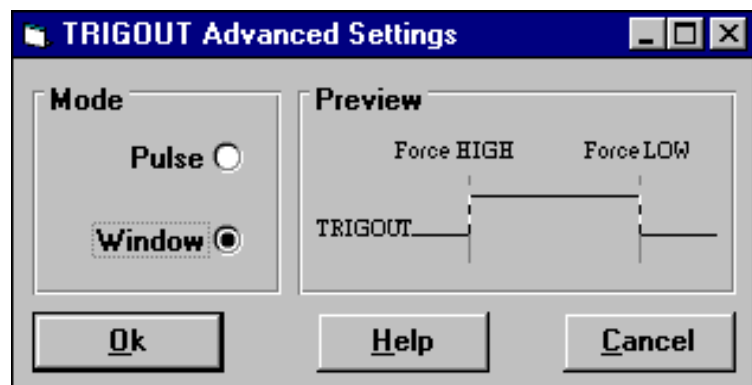 TRIGOUT Advanced Settings
Mode
Pulse
Window
Preview
Force HIGH
Force LOW
TRIGOUT
Ok
Help
Cancel